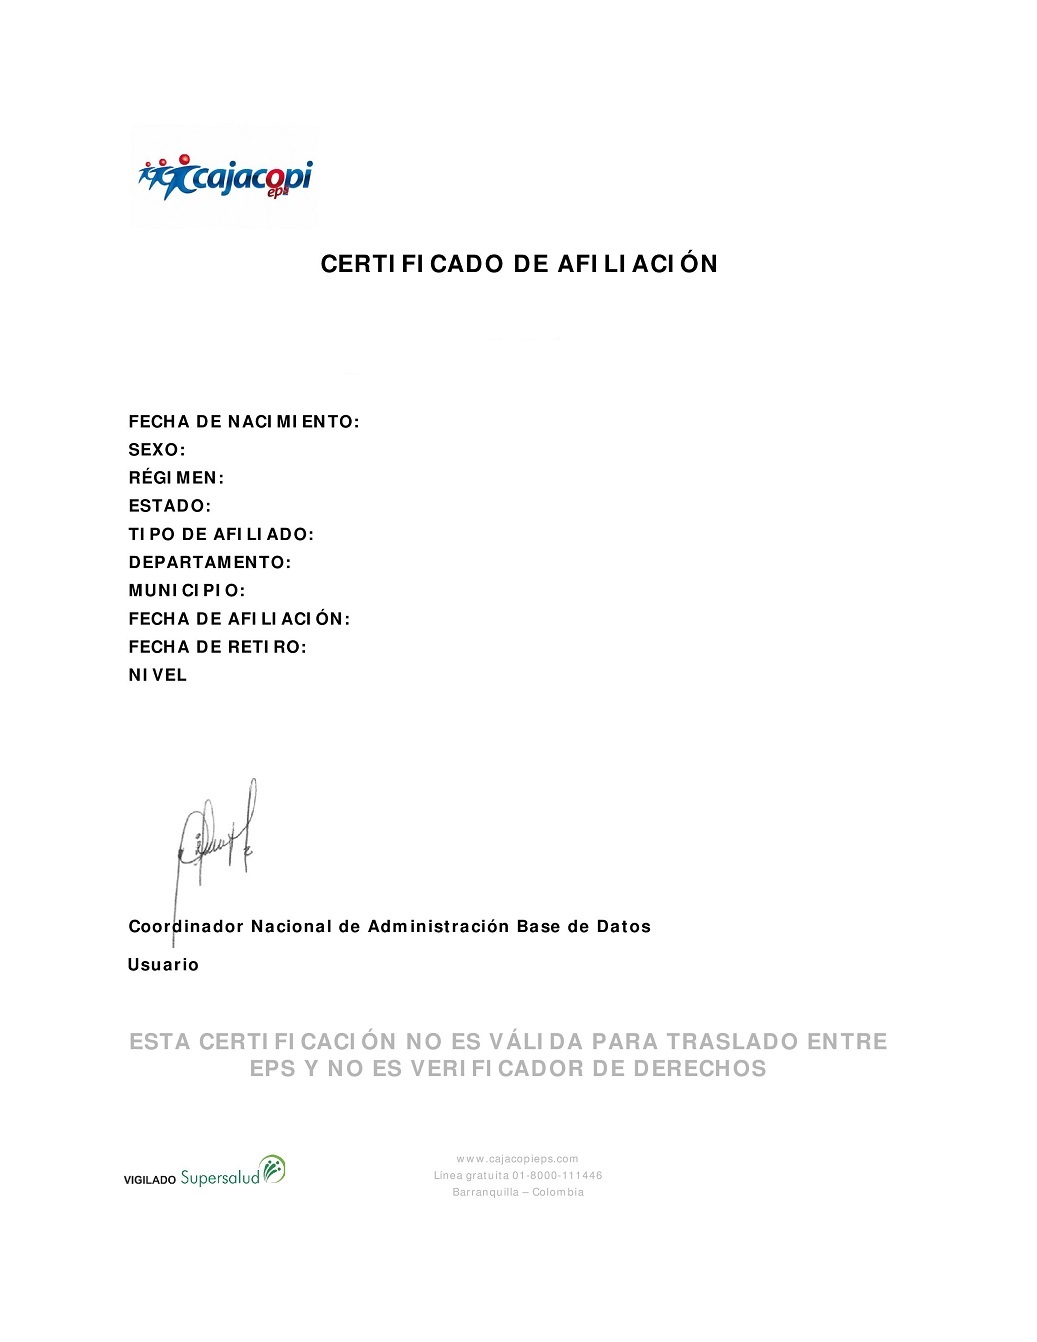 cajacopi
eps
CERTIFICADO DE AFILIACIÓN
FECHA DE NACIMIENTO:
SEXO:
RÉGIMEN:
ESTADO:
TIPO DE AFILIADO:
DEPARTAMENTO:
MUNICIPIO:
FECHA DE AFILIACIÓN:
FECHA DE RETIRO:
NIVEL
Coordinador Nacional de Administración Base de Datos
Usuario
ESTA CERTIFICACIÓN NO ES VÁLIDA PARA TRASLADO ENTRE
EPS Y NO ES VERIFICADOR DE DERECHOS
VIGILADO Supersalud
www.cajacopieps.com
Línea gratuita 01-8000-111446
Barranquilla – Colombia